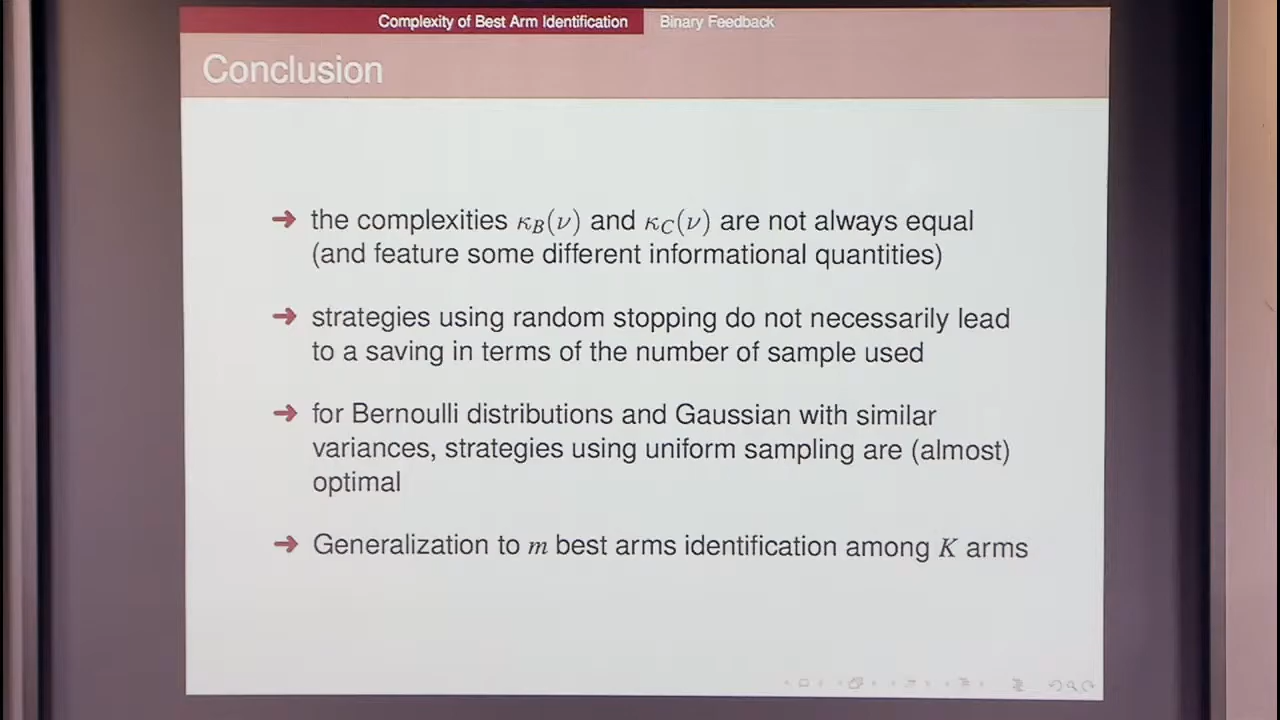 Complexity of Best Arm Identification Binary Feedback
Conclusion
➔ the complexities κ_B(ν) and κ_C(ν) are not always equal
(and feature some different informational quantities)
➔ strategies using random stopping do not necessarily lead
to a saving in terms of the number of sample used
➔ for Bernoulli distributions and Gaussian with similar
variances, strategies using uniform sampling are (almost)
optimal
➔ Generalization to m best arms identification among K arms